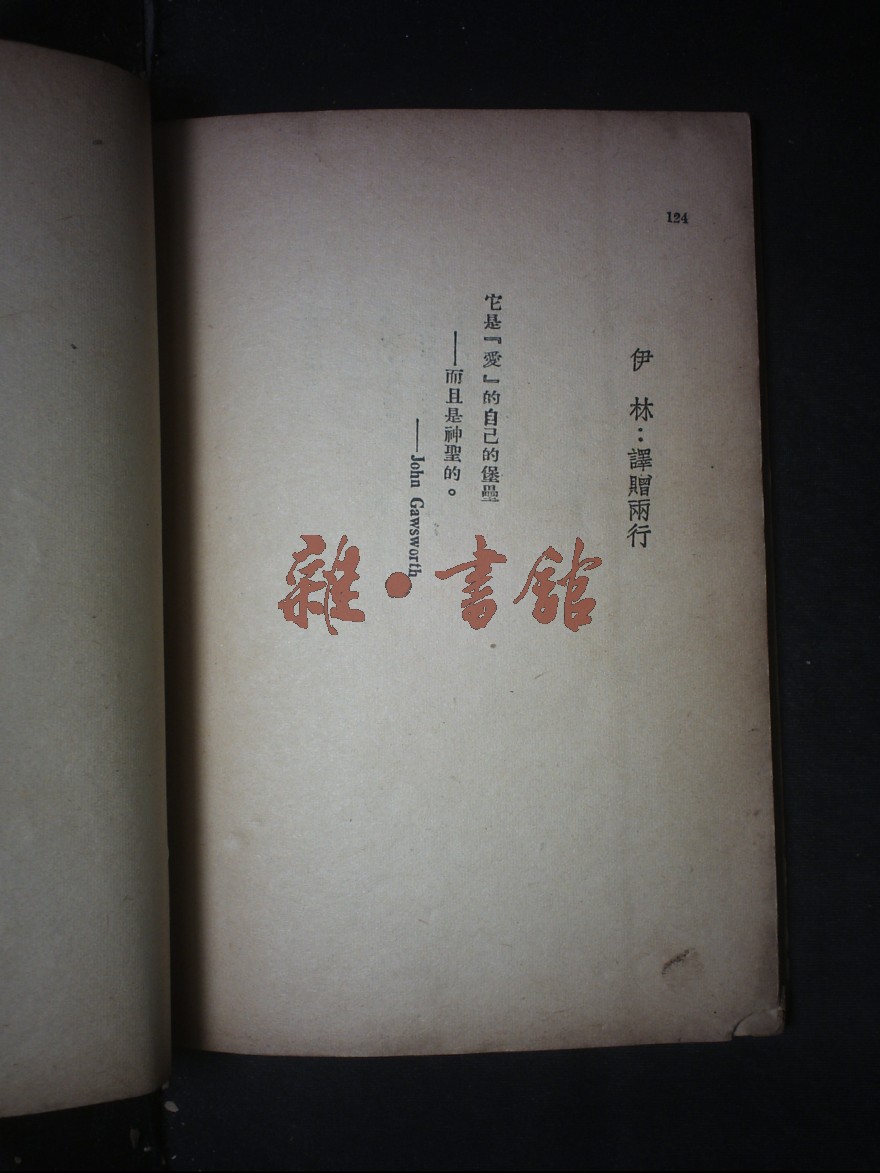 124
伊林：譯贈兩行
它是『愛』的自己的堡壘
——而且是神聖的。
——John Gawsworth
雜·書館